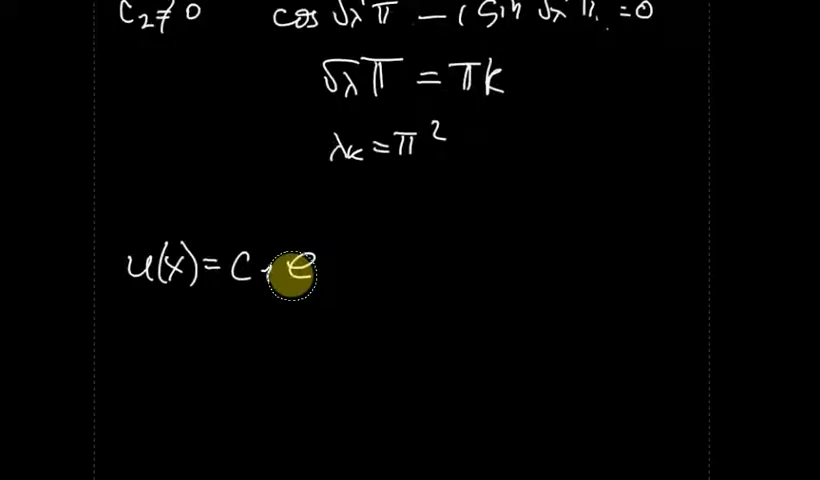 C₂≠0 cos √λ π — ( Sin √λ π. = 0
√λ π = πk
λₖ = π²
u(x) = C · e